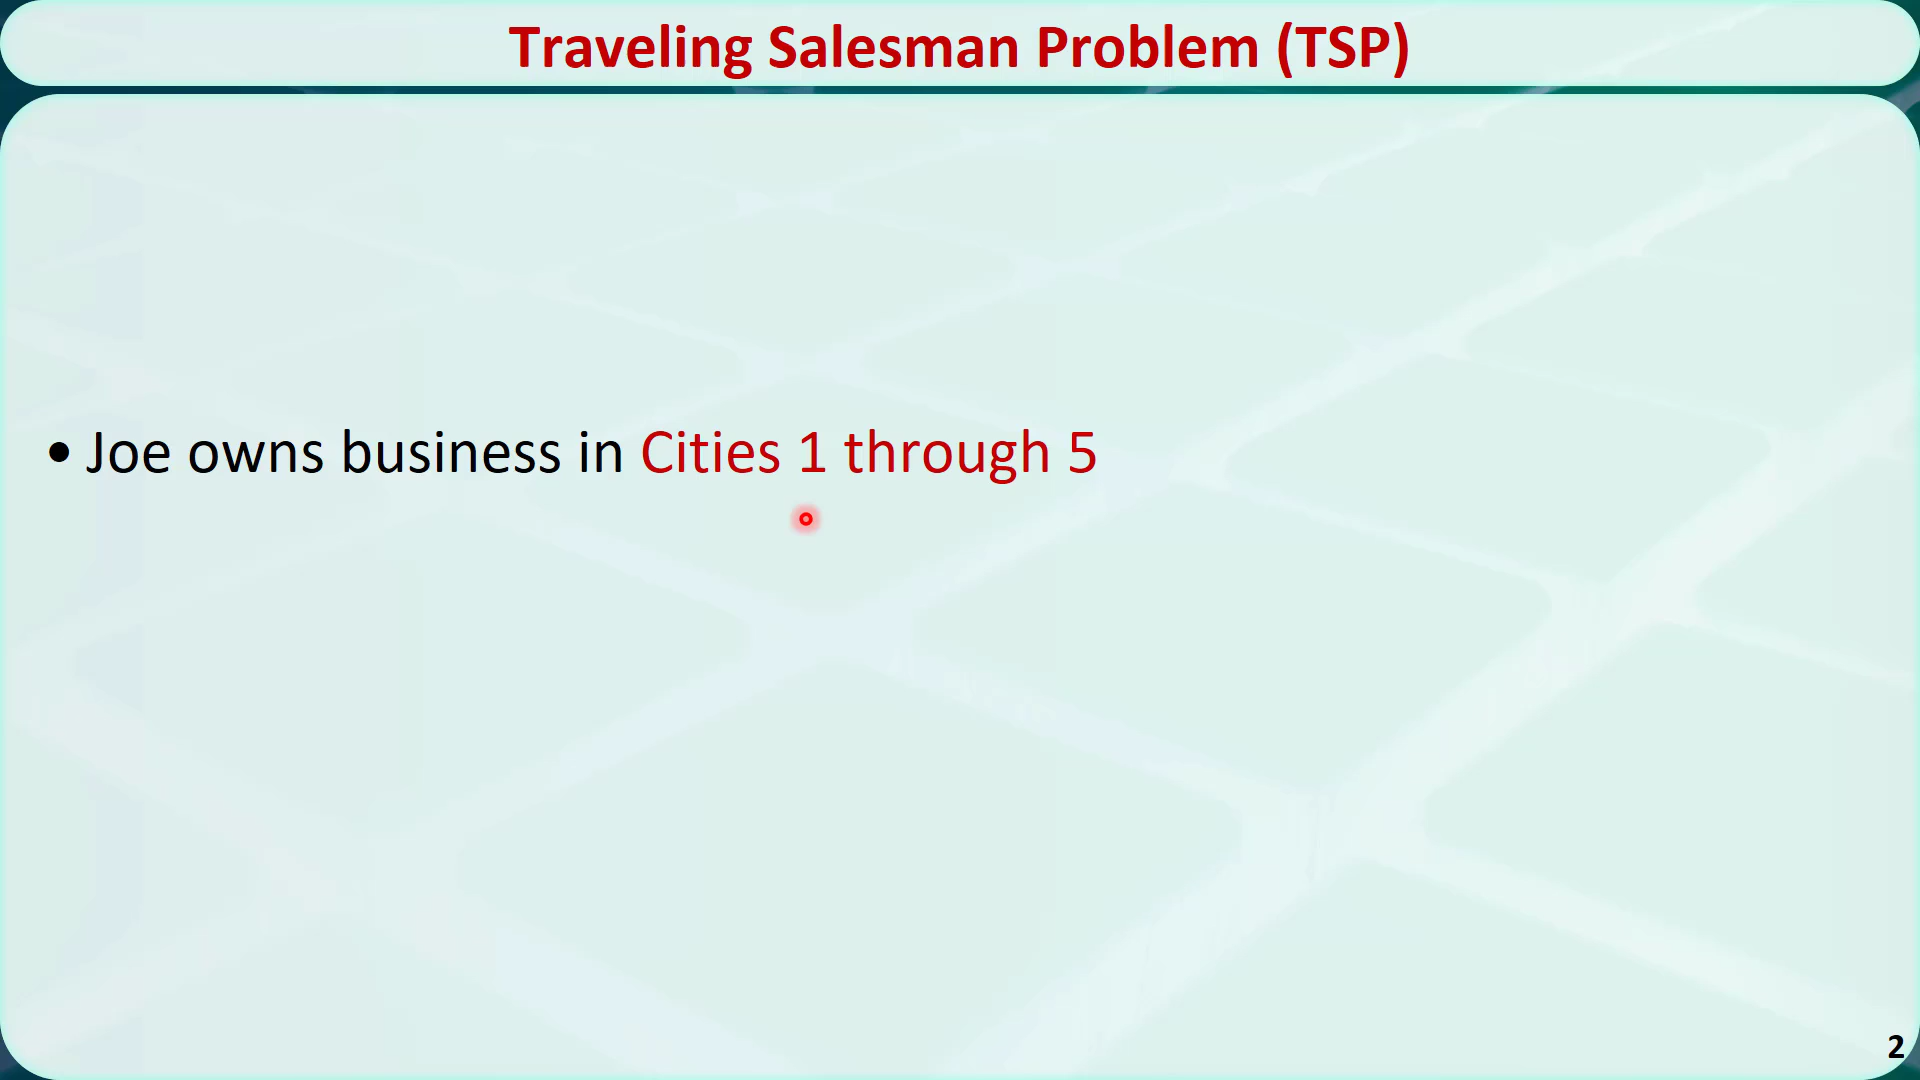 Traveling Salesman Problem (TSP)
• Joe owns business in Cities 1 through 5
2